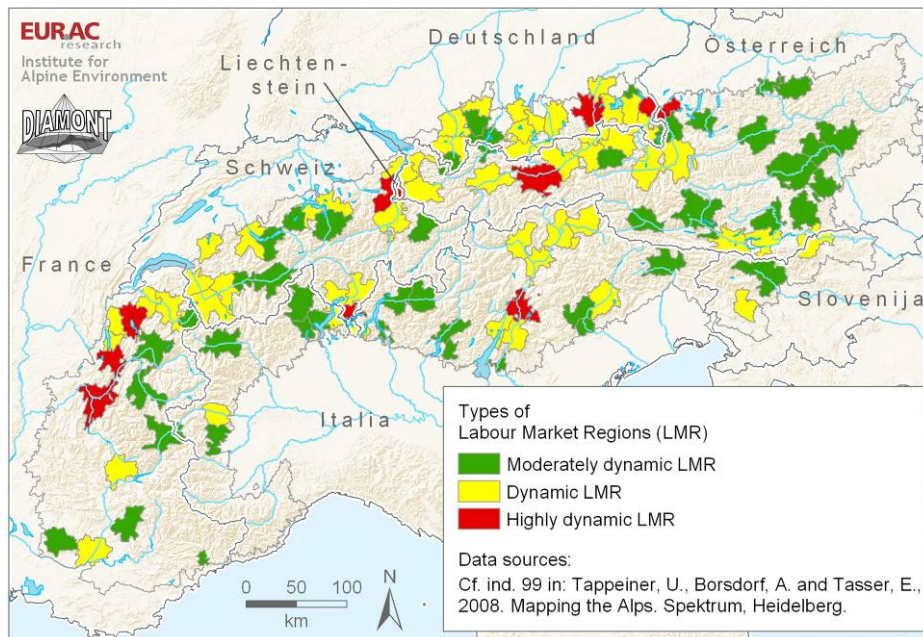 EURAC
research
Institute for
Alpine Environment
DIAMONT
Deutschland
Österreich
Liechten-
stein
Schweiz
France
Slovenija
Italia
Types of
Labour Market Regions (LMR)
Moderately dynamic LMR
Dynamic LMR
Highly dynamic LMR
Data sources:
Cf. ind. 99 in: Tappeiner, U., Borsdorf, A. and Tasser, E.,
2008. Mapping the Alps. Spektrum, Heidelberg.
0 50 100
km
N